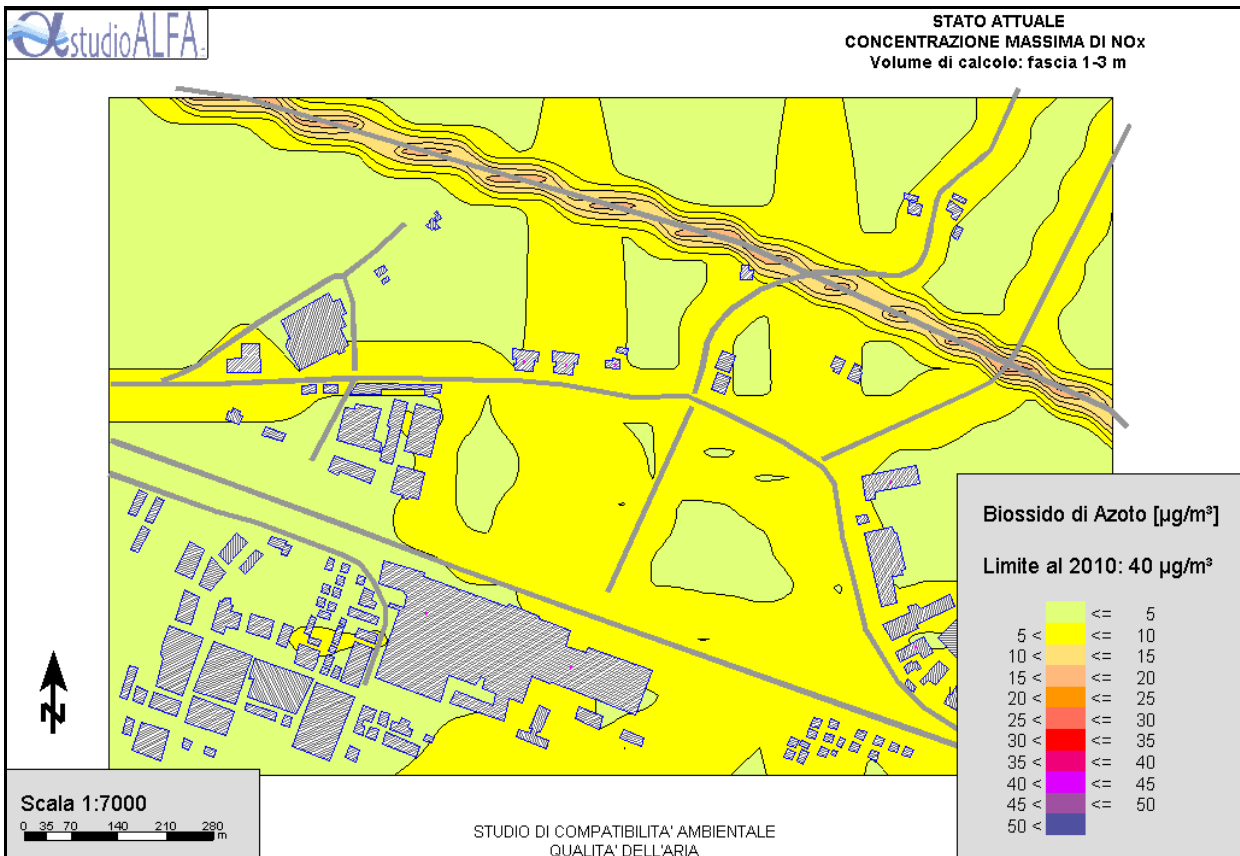 αstudioALFA
STATO ATTUALE
CONCENTRAZIONE MASSIMA DI NOx
Volume di calcolo: fascia 1-3 m
Biossido di Azoto [µg/m³]
Limite al 2010: 40 µg/m³
<= 5
5 < <= 10
10 < <= 15
15 < <= 20
20 < <= 25
25 < <= 30
30 < <= 35
35 < <= 40
40 < <= 45
45 < <= 50
50 <
N
Scala 1:7000
0 35 70 140 210 280
m
STUDIO DI COMPATIBILITA' AMBIENTALE
QUALITA' DELL'ARIA